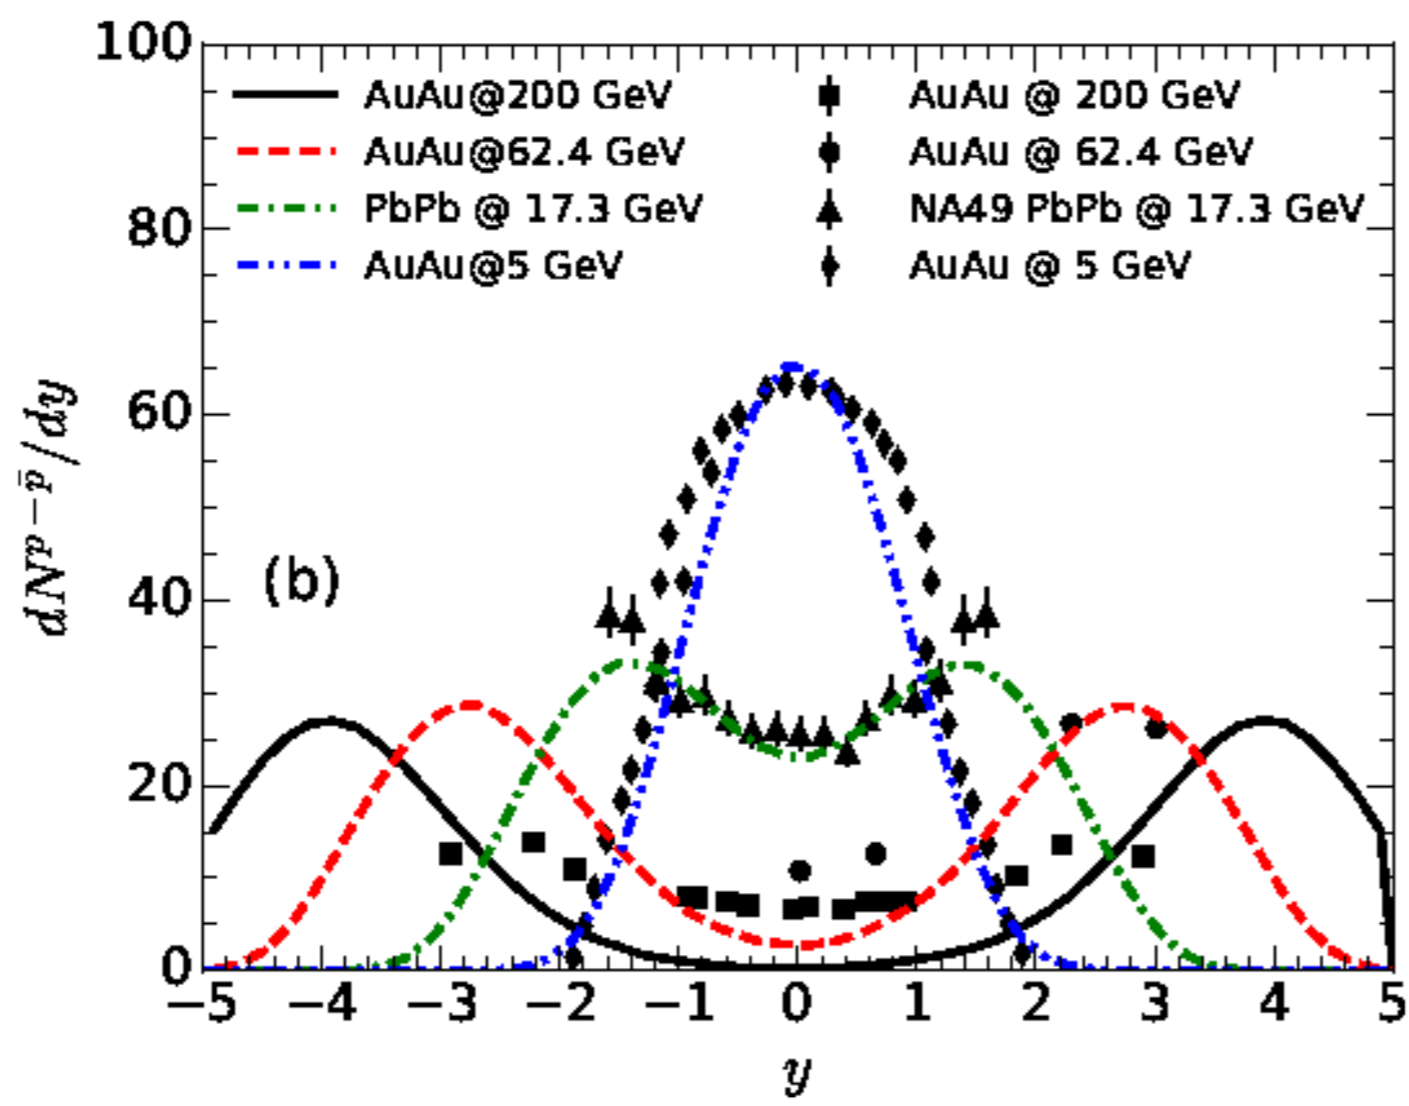 100
80
60
40
20
0
dN^{p-\bar{p}}/dy
AuAu@200 GeV
AuAu@62.4 GeV
PbPb @ 17.3 GeV
AuAu@5 GeV
AuAu @ 200 GeV
AuAu @ 62.4 GeV
NA49 PbPb @ 17.3 GeV
AuAu @ 5 GeV
(b)
−5 −4 −3 −2 −1 0 1 2 3 4 5
y